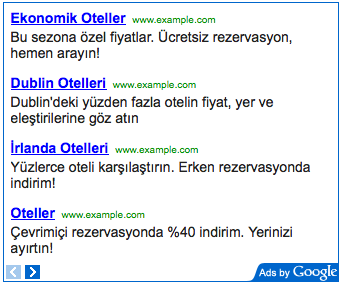 Ekonomik Oteller www.example.com
Bu sezona özel fiyatlar. Ücretsiz rezervasyon,
hemen arayın!
Dublin Otelleri www.example.com
Dublin'deki yüzden fazla otelin fiyat, yer ve
eleştirilerine göz atın
İrlanda Otelleri www.example.com
Yüzlerce oteli karşılaştırın. Erken rezervasyonda
indirim!
Oteller www.example.com
Çevrimiçi rezervasyonda %40 indirim. Yerinizi
ayırtın!
Ads by Google